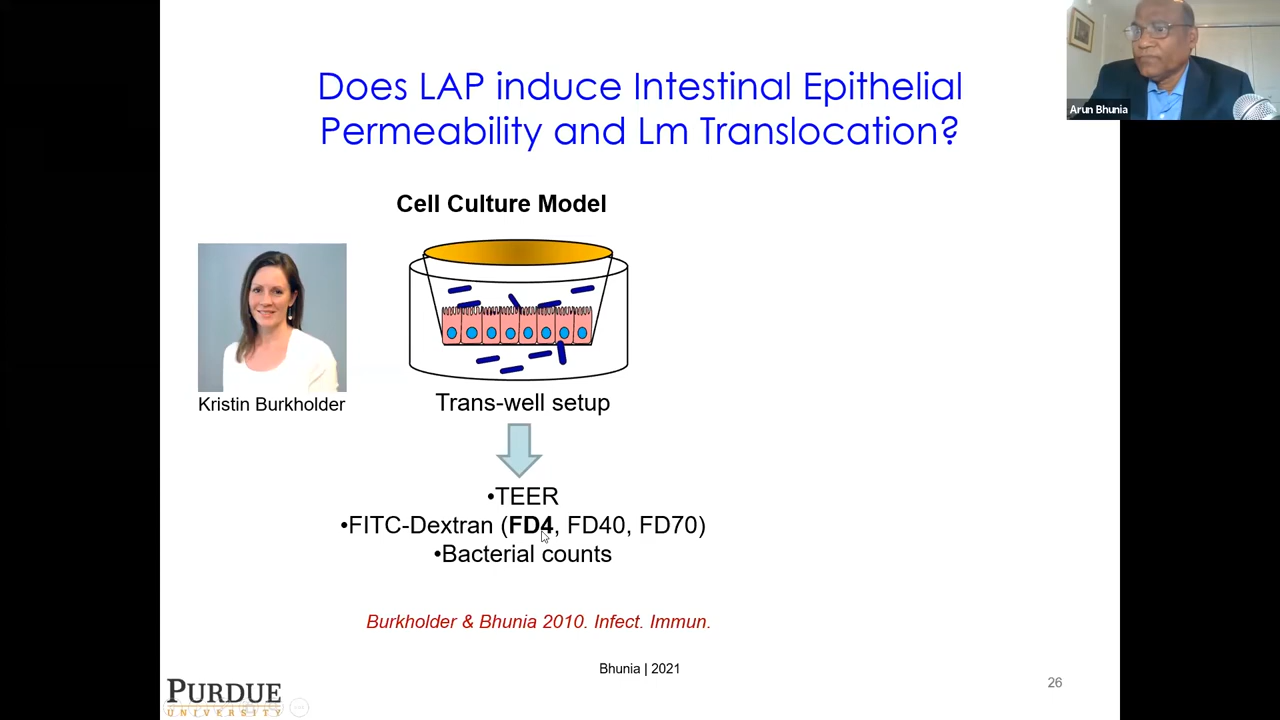 Does LAP induce Intestinal Epithelial
Permeability and Lm Translocation?
Arun Bhunia
Cell Culture Model
Kristin Burkholder
Trans-well setup
•TEER
•FITC-Dextran (FD4, FD40, FD70)
•Bacterial counts
Burkholder & Bhunia 2010. Infect. Immun.
Bhunia | 2021
26
PURDUE
UNIVERSITY